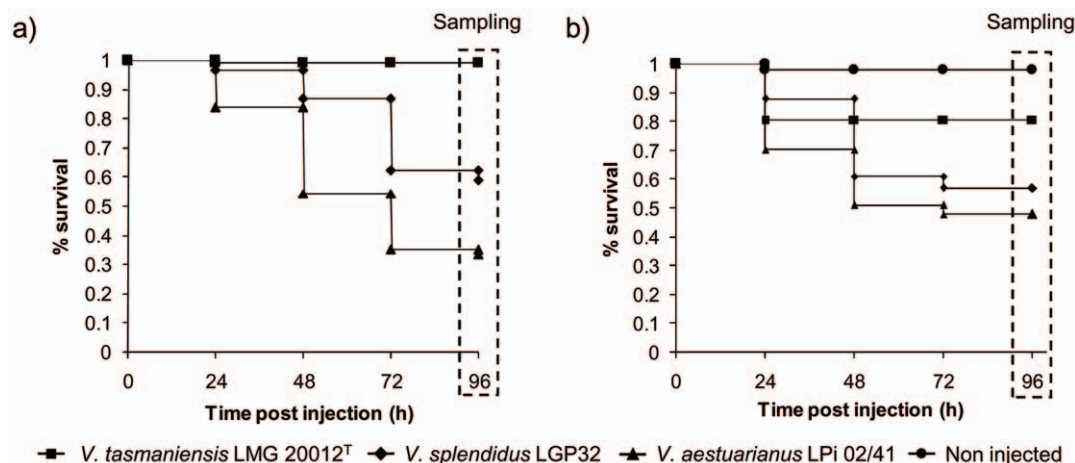 a)
Sampling
% survival
1
0.9
0.8
0.7
0.6
0.5
0.4
0.3
0.2
0.1
0
0 24 48 72 96
Time post injection (h)
b)
Sampling
% survival
1
0.9
0.8
0.7
0.6
0.5
0.4
0.3
0.2
0.1
0
0 24 48 72 96
Time post injection (h)
V. tasmaniensis LMG 20012ᵀ V. splendidus LGP32 V. aestuarianus LPi 02/41 Non injected